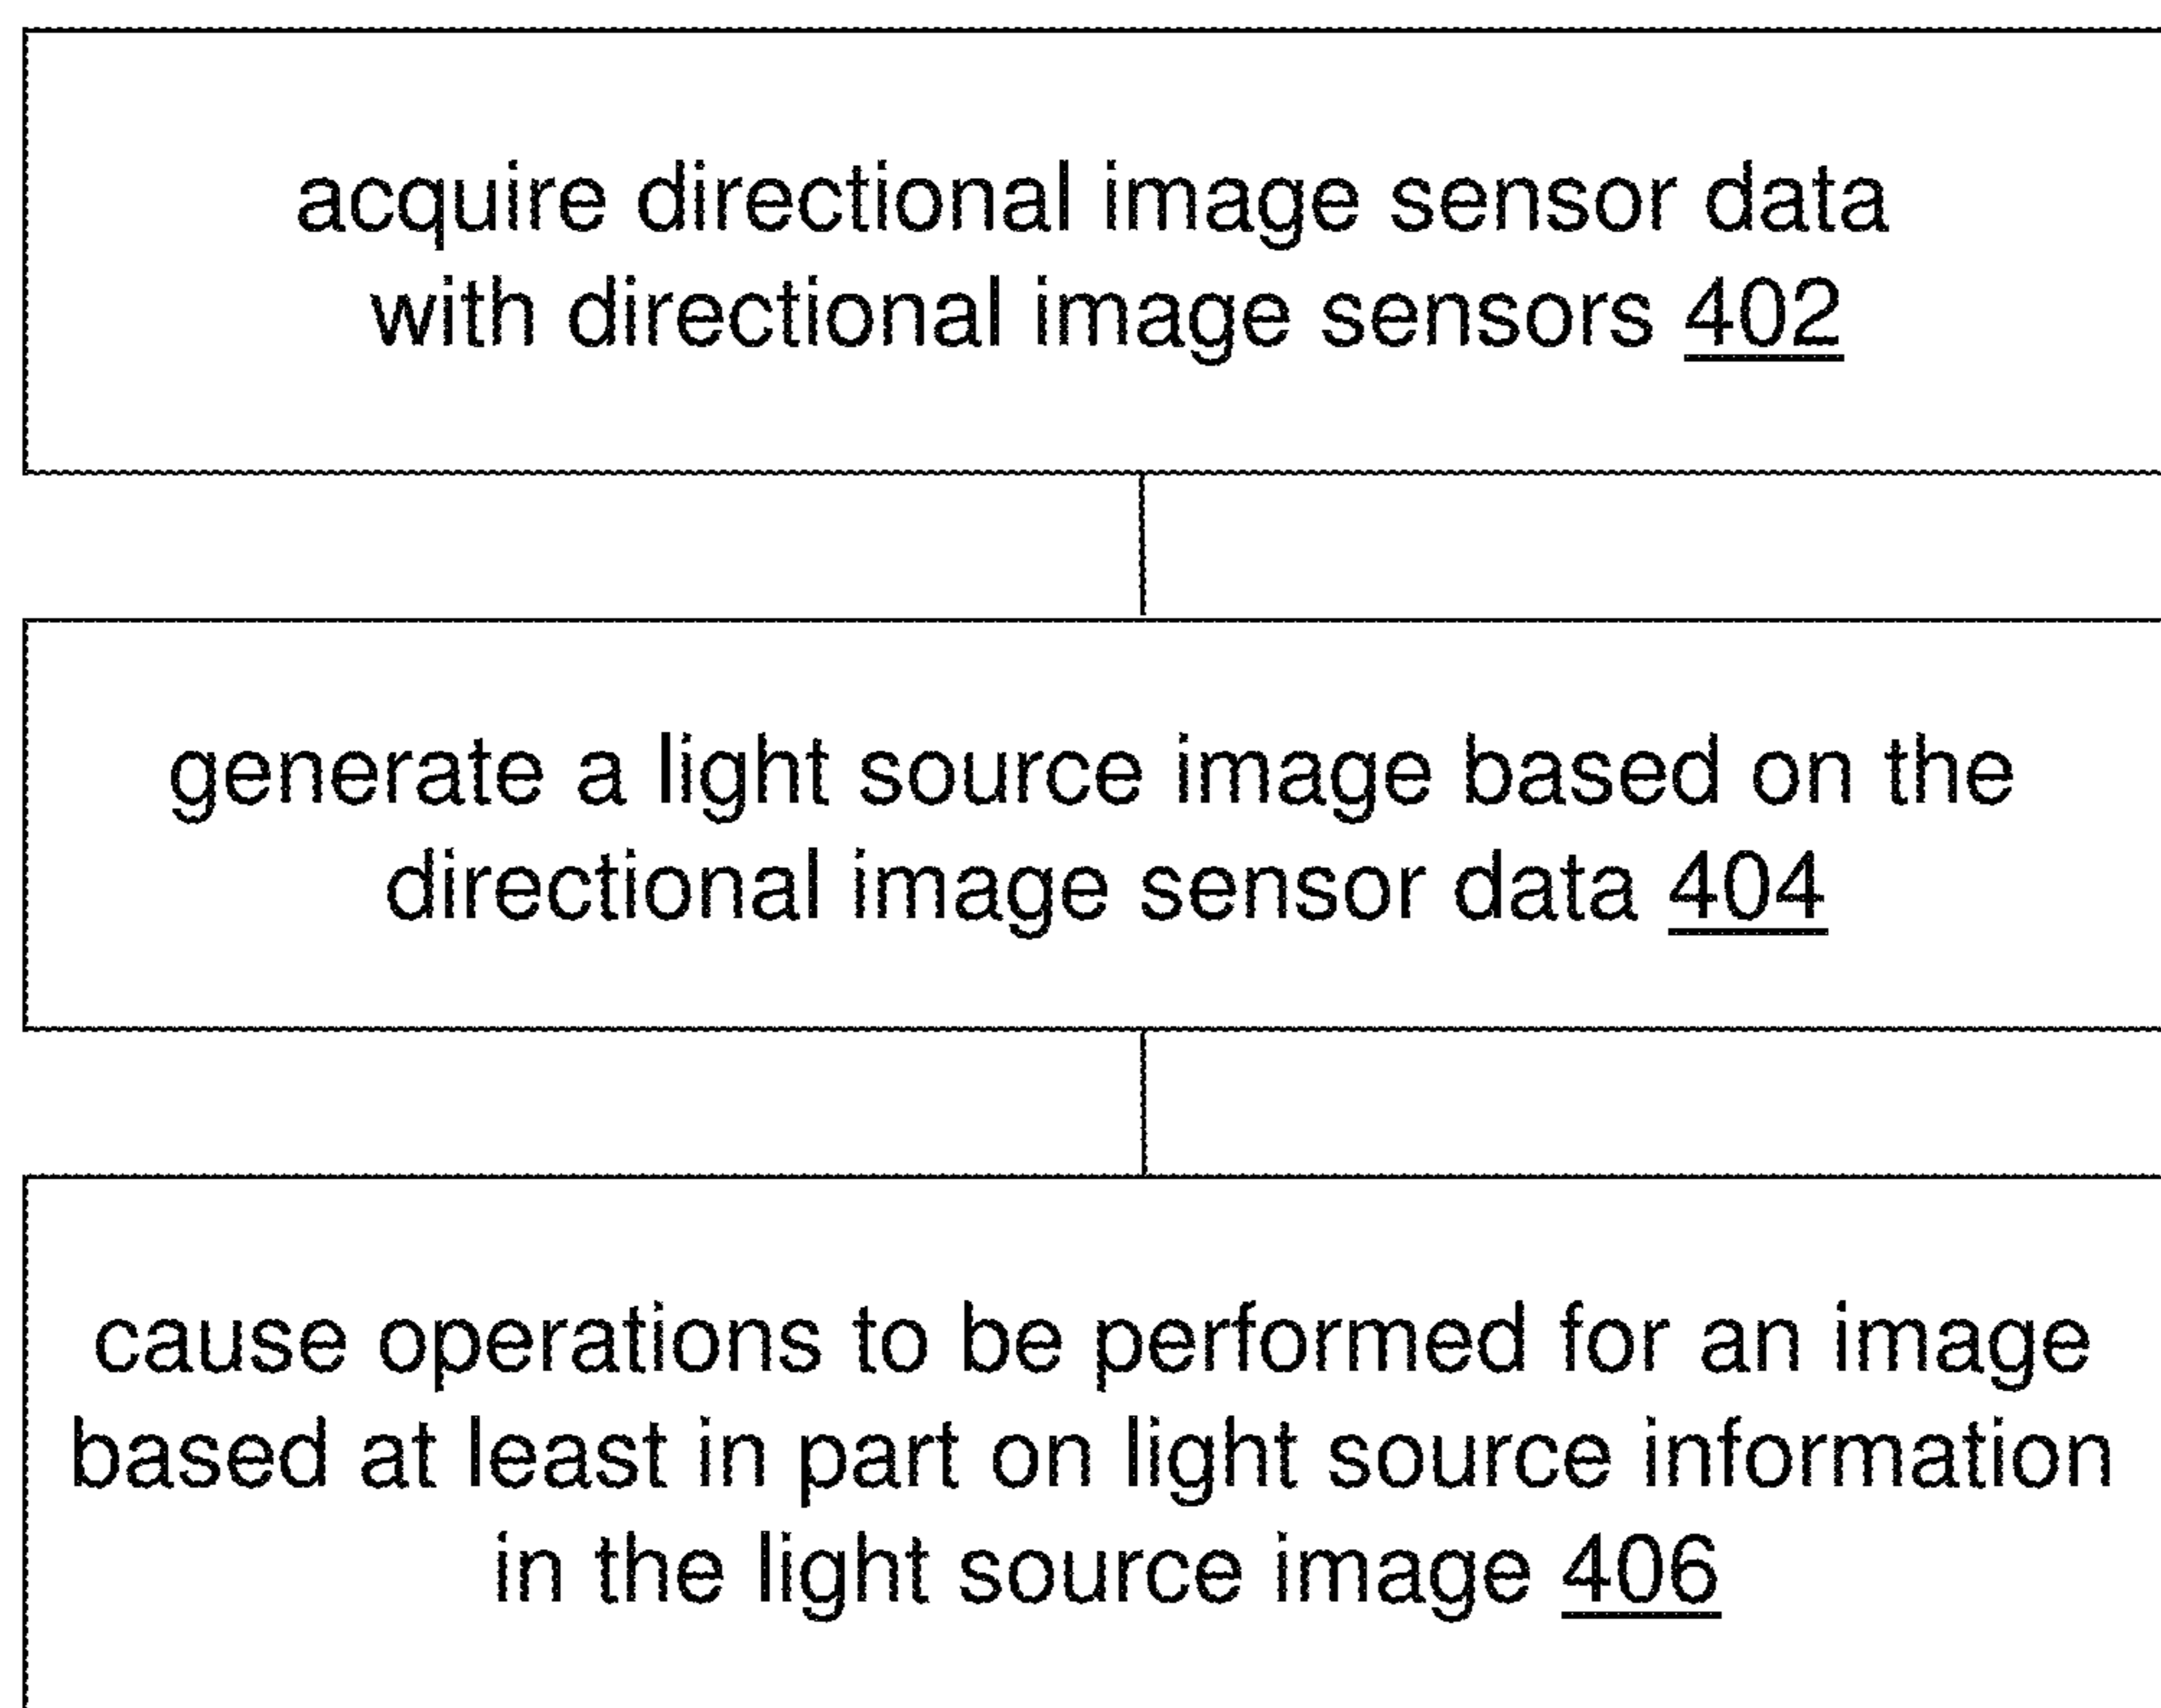 acquire directional image sensor data
with directional image sensors 402
generate a light source image based on the
directional image sensor data 404
cause operations to be performed for an image
based at least in part on light source information
in the light source image 406